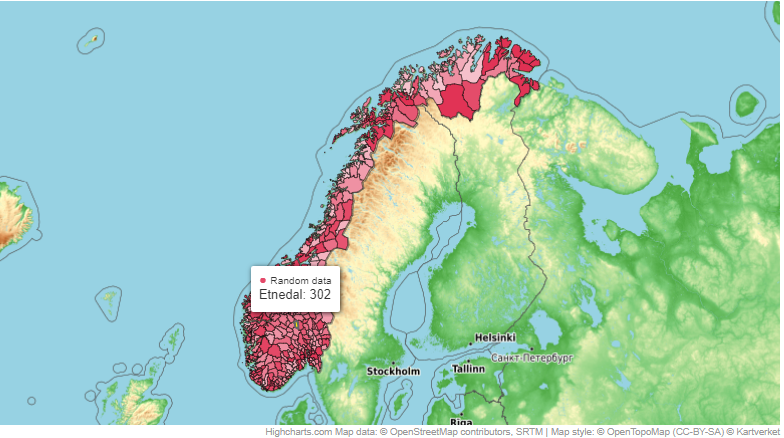 Random data
Etnedal: 302
Helsinki
Санкт-Петербург
Tallinn
Stockholm
Riga
Highcharts.com Map data: © OpenStreetMap contributors, SRTM | Map style: © OpenTopoMap (CC-BY-SA) © Kartverket